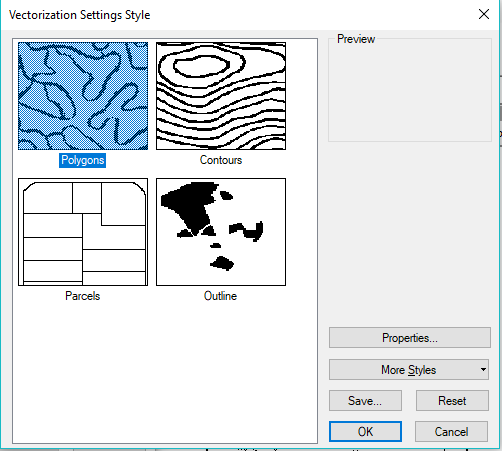 Vectorization Settings Style
Preview
Polygons
Contours
Parcels
Outline
Properties...
More Styles
Save...
Reset
OK
Cancel